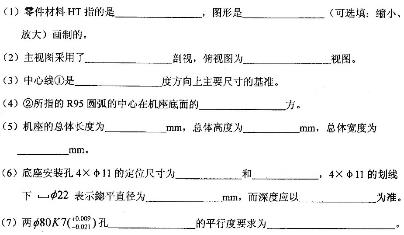 （1）零件材料 HT 指的是____________，图形是____________（可选填：缩小、
放大）画制的。
（2）主视图采用了____________剖视，俯视图为____________视图。
（3）中心线①是____________度方向上主要尺寸的基准。
（4）②所指的 R95 圆弧的中心在机座底面的____________方。
（5）机座的总体长度为________mm，总体高度为________mm，总体宽度为
________mm。
（6）底座安装孔 4×ф11 的定位尺寸为__________和__________，4×ф11 的划线
下 ⌴ф22 表示锪平直径为__________mm，而深度应以__________为准。
（7）两ф80K7(+0.009 -0.021)孔____________的平行度要求为________________。